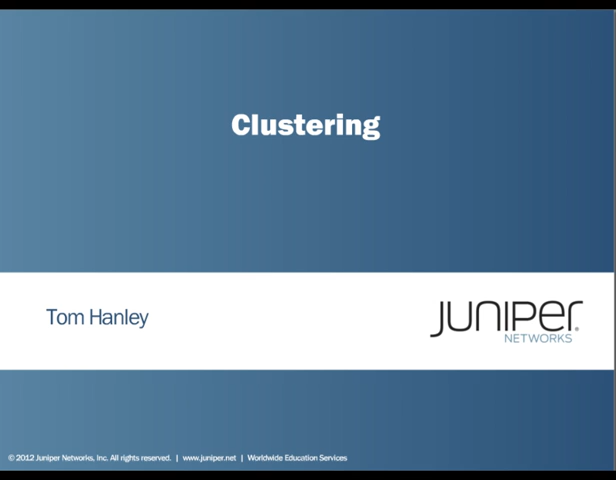 Clustering
Tom Hanley
JUNIPEr
NETWORKS
© 2012 Juniper Networks, Inc. All rights reserved. | www.juniper.net | Worldwide Education Services